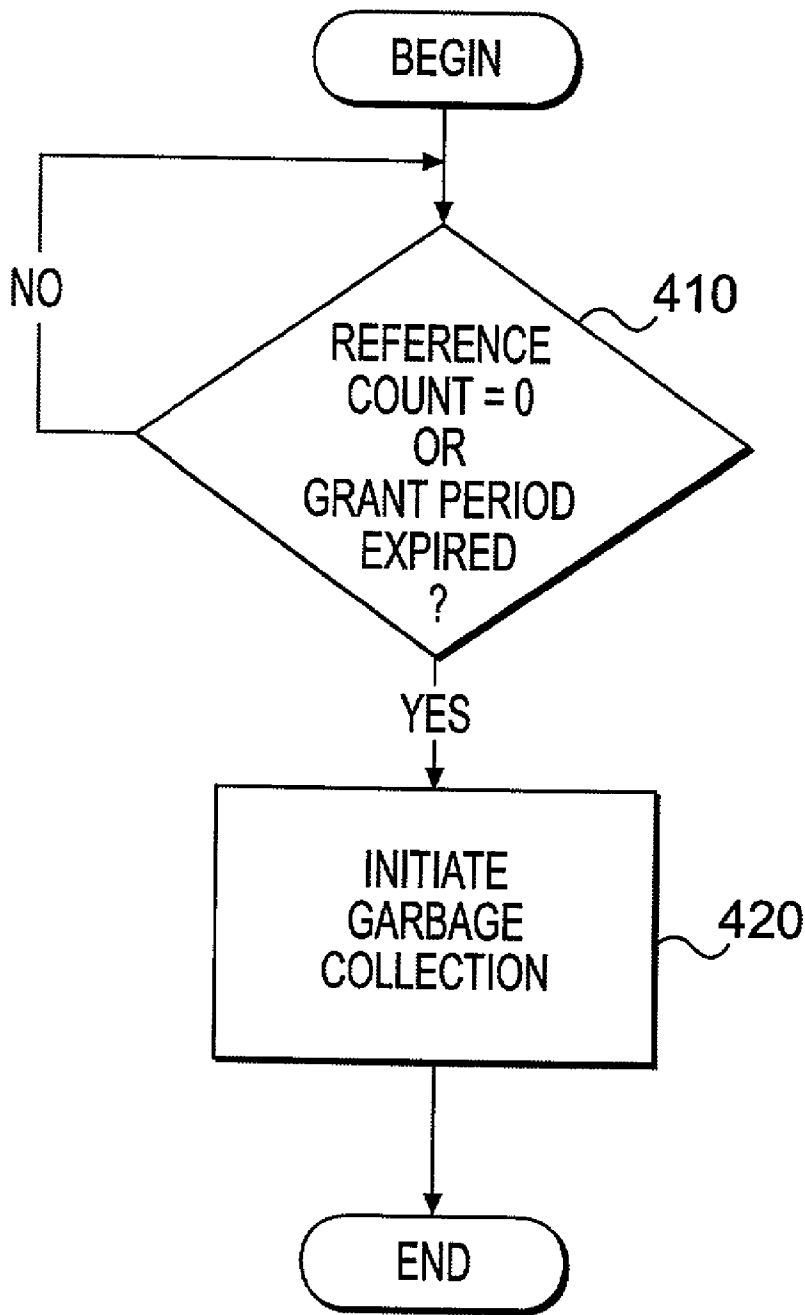 BEGIN
NO
410
REFERENCE
COUNT = 0
OR
GRANT PERIOD
EXPIRED
?
YES
INITIATE
GARBAGE
COLLECTION
420
END